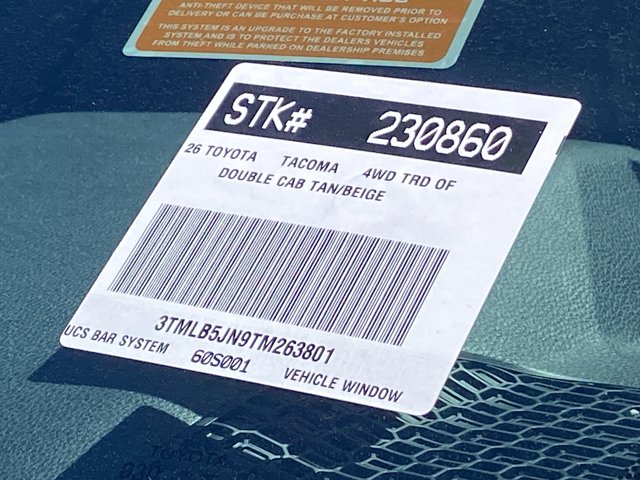 ANTI-THEFT DEVICE THAT WILL BE REMOVED PRIOR TO
DELIVERY OR CAN BE PURCHASE AT CUSTOMER'S OPTION
THIS SYSTEM IS AN UPGRADE TO THE FACTORY INSTALLED
SYSTEM AND IS TO PROTECT THE DEALERS VEHICLES
FROM THEFT WHILE PARKED ON DEALERSHIP PREMISES
STK# 230860
26 TOYOTA TACOMA 4WD TRD OF
DOUBLE CAB TAN/BEIGE
3TMLB5JN9TM263801
UCS BAR SYSTEM 60S001 VEHICLE WINDOW